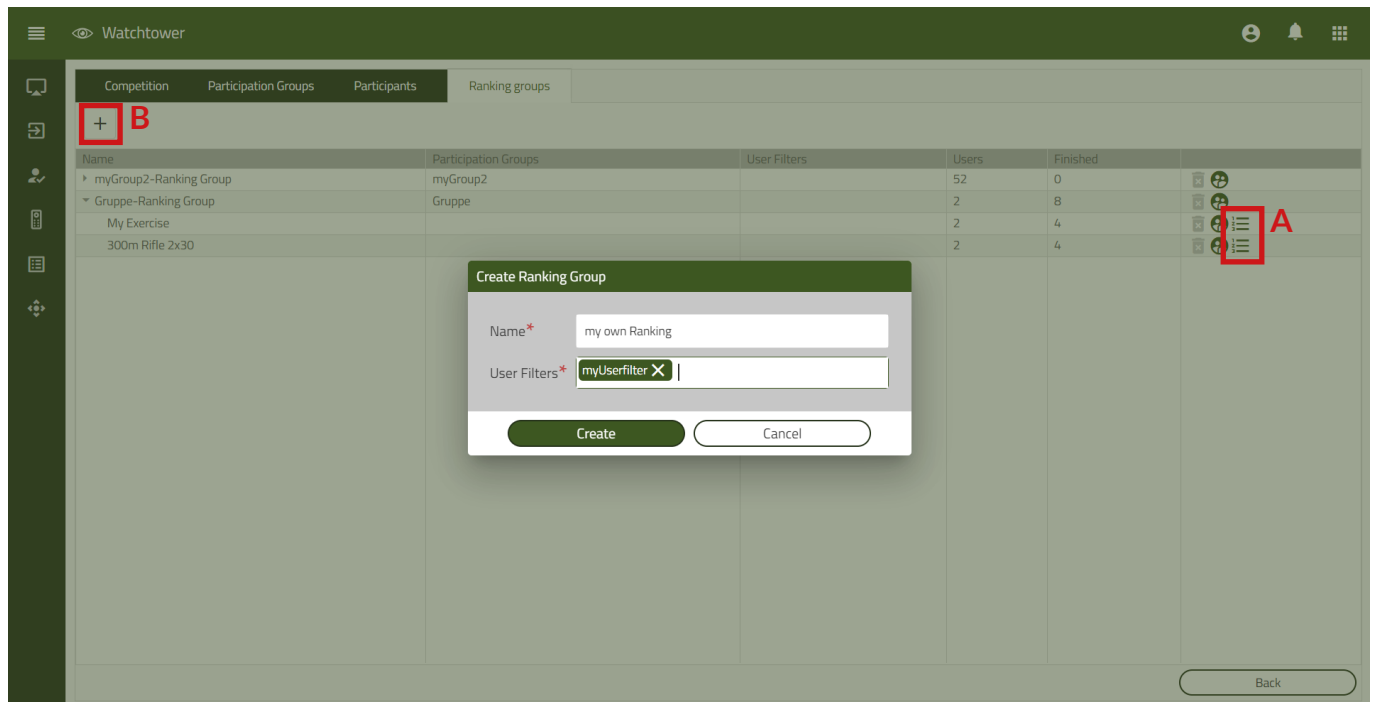 Watchtower
Competition Participation Groups Participants Ranking groups
+ B
Name Participation Groups User Filters Users Finished
myGroup2-Ranking Group myGroup2 52 0
Gruppe-Ranking Group Gruppe 2 8
My Exercise 2 4
A
300m Rifle 2x30 2 4
Create Ranking Group
Name* my own Ranking
User Filters* myUserfilter
Create Cancel
Back